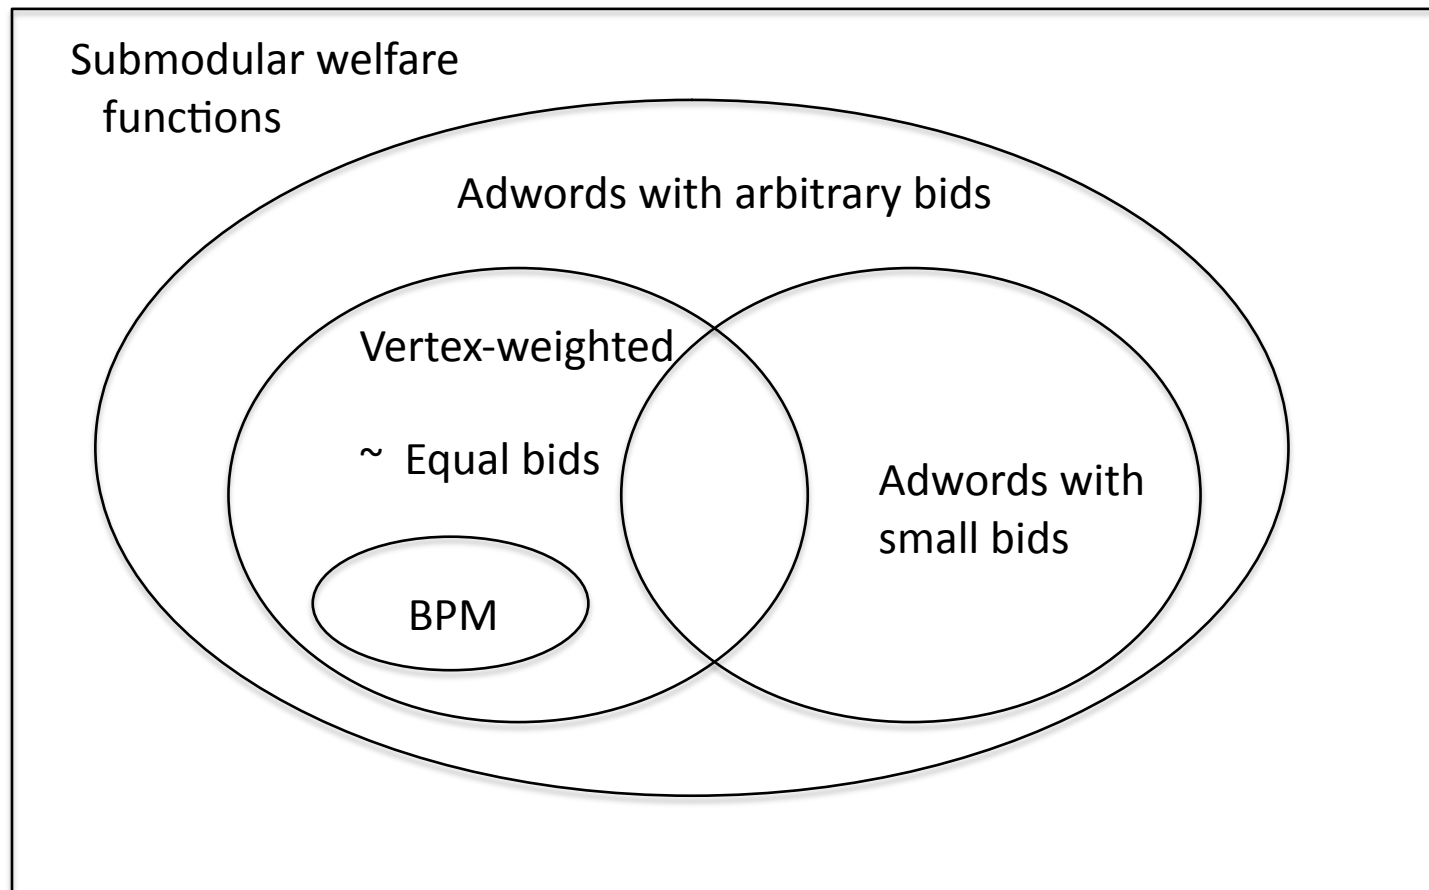 Submodular welfare
functions
Adwords with arbitrary bids
Vertex-weighted
~ Equal bids
Adwords with
small bids
BPM